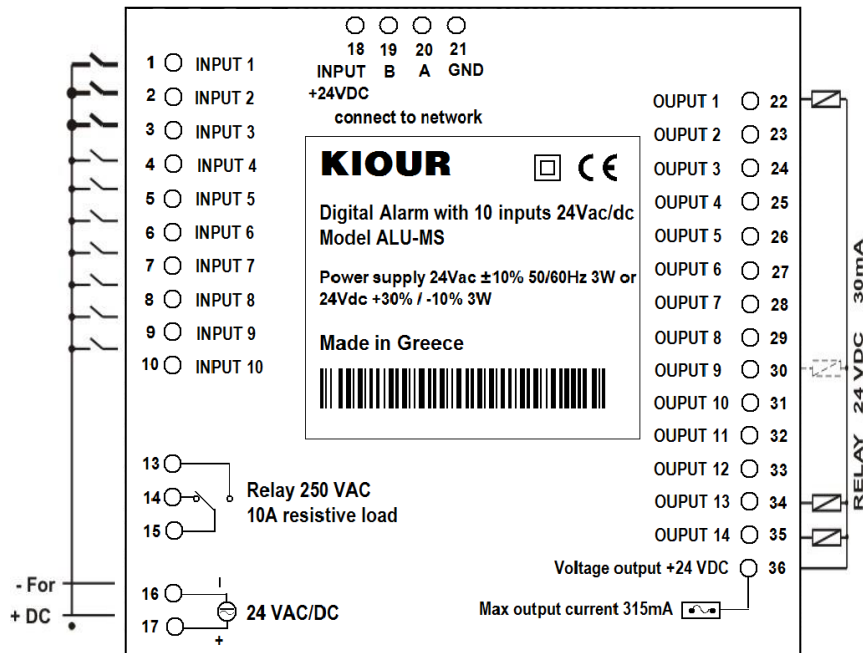 18 19 20 21
INPUT B A GND
+24VDC
connect to network
1 INPUT 1
2 INPUT 2
3 INPUT 3
4 INPUT 4
5 INPUT 5
6 INPUT 6
7 INPUT 7
8 INPUT 8
9 INPUT 9
10 INPUT 10
13
14
15
Relay 250 VAC
10A resistive load
- For
+ DC
16
17
-
+
24 VAC/DC
KIOUR
CE
Digital Alarm with 10 inputs 24Vac/dc
Model ALU-MS
Power supply 24Vac ±10% 50/60Hz 3W or
24Vdc +30% / -10% 3W
Made in Greece
OUPUT 1 22
OUPUT 2 23
OUPUT 3 24
OUPUT 4 25
OUPUT 5 26
OUPUT 6 27
OUPUT 7 28
OUPUT 8 29
OUPUT 9 30
OUPUT 10 31
OUPUT 11 32
OUPUT 12 33
OUPUT 13 34
OUPUT 14 35
Voltage output +24 VDC 36
Max output current 315mA
RELAY 24 VDC 30mA